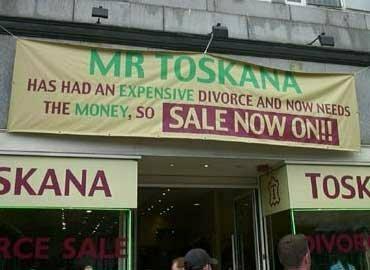 MR TOSKANA
HAS HAD AN EXPENSIVE DIVORCE AND NOW NEEDS
THE MONEY, SO SALE NOW ON!!
SKANA
TOSK
RCE SALE
DIVOR